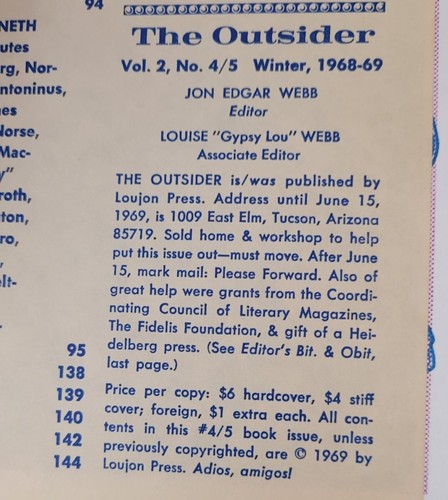 94
NETH
utes
rg, Nor-
ntoninus,
es
orse,
Mac-
y"
roth,
ton,
ro,
,
elt-
.
95
138
139
140
142
144
The Outsider
Vol. 2, No. 4/5 Winter, 1968-69
JON EDGAR WEBB
Editor
LOUISE "Gypsy Lou" WEBB
Associate Editor
THE OUTSIDER is/was published by
Loujon Press. Address until June 15,
1969, is 1009 East Elm, Tucson, Arizona
85719. Sold home & workshop to help
put this issue out—must move. After June
15, mark mail: Please Forward. Also of
great help were grants from the Coordi-
nating Council of Literary Magazines,
The Fidelis Foundation, & gift of a Hei-
delberg press. (See Editor's Bit. & Obit,
last page.)
Price per copy: $6 hardcover, $4 stiff
cover; foreign, $1 extra each. All con-
tents in this #4/5 book issue, unless
previously copyrighted, are © 1969 by
Loujon Press. Adios, amigos!